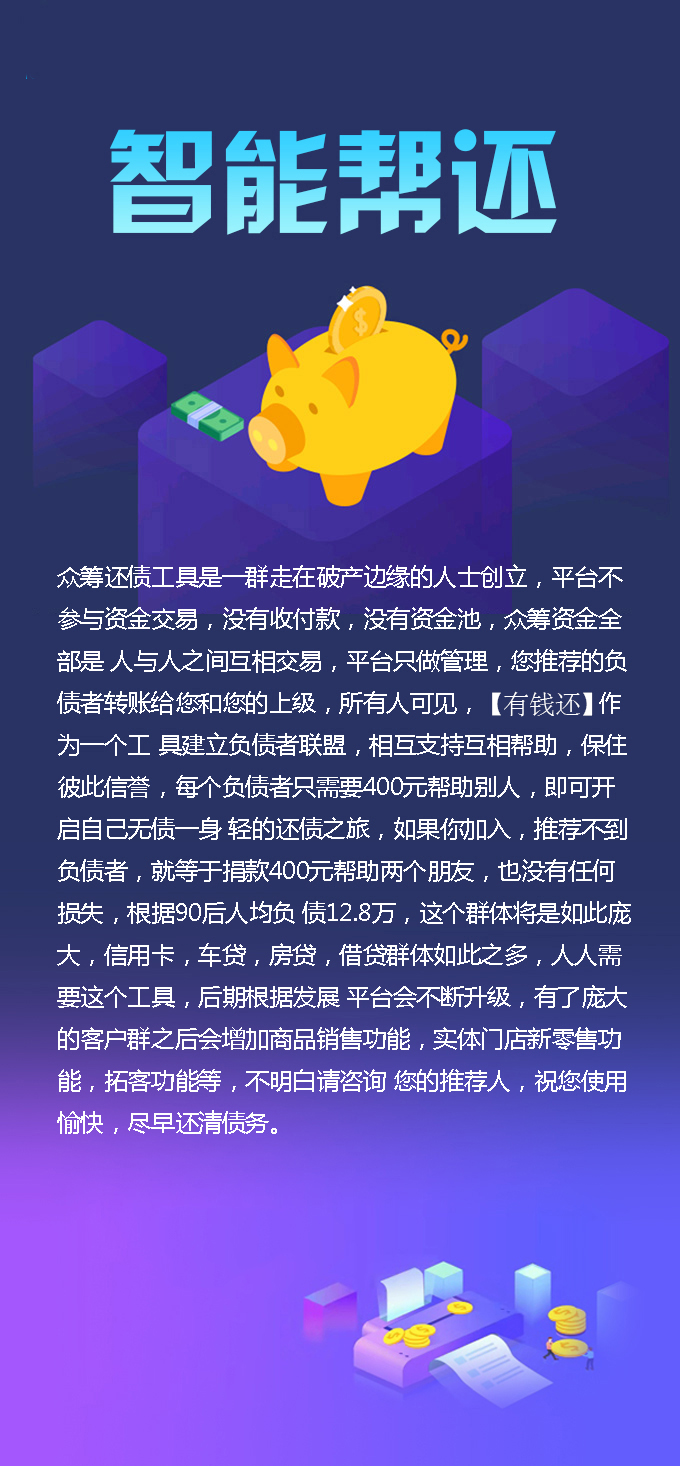 智能帮还
众筹还债工具是一群走在破产边缘的人士创立，平台不
参与资金交易，没有收付款，没有资金池，众筹资金全
部是 人与人之间互相交易，平台只做管理，您推荐的负
债者转账给您和您的上级，所有人可见，【有钱还】作
为一个工 具建立负债者联盟，相互支持互相帮助，保住
彼此信誉，每个负债者只需要400元帮助别人，即可开
启自己无债一身 轻的还债之旅，如果你加入，推荐不到
负债者，就等于捐款400元帮助两个朋友，也没有任何
损失，根据90后人均负 债12.8万，这个群体将是如此庞
大，信用卡，车贷，房贷，借贷群体如此之多，人人需
要这个工具，后期根据发展 平台会不断升级，有了庞大
的客户群之后会增加商品销售功能，实体门店新零售功
能，拓客功能等，不明白请咨询 您的推荐人，祝您使用
愉快，尽早还清债务。